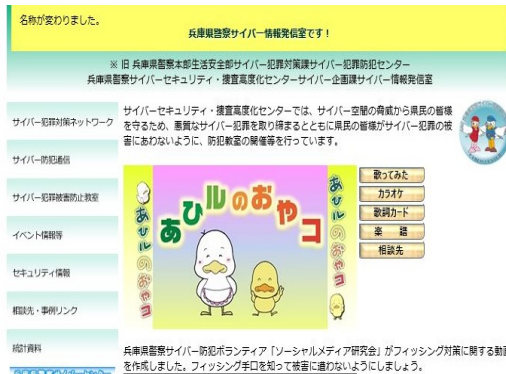 名称が変わりました。
兵庫県警察サイバー情報発信室です！
※ 旧 兵庫県警察本部生活安全部サイバー犯罪対策課サイバー犯罪防犯センター
兵庫県警察サイバーセキュリティ・捜査高度化センターサイバー企画課サイバー情報発信室
サイバー犯罪対策ネットワーク
サイバー防犯通信
サイバー犯罪被害防止教室
イベント情報等
セキュリティ情報
相談先・事例リンク
統計資料
サイバーセキュリティ・捜査高度化センターでは、サイバー空間の脅威から県民の皆様
を守るため、悪質なサイバー犯罪を取り締まるとともに県民の皆様がサイバー犯罪の被
害にあわないように、防犯教室の開催等を行っています。
あひルのおやコ
あひルのおやコ
あひルのおやコ
歌ってみた
カラオケ
歌詞カード
楽 譜
相談先
兵庫県警察サイバー防犯ボランティア「ソーシャルメディア研究会」がフィッシング対策に関する動画
を作成しました。フィッシング手口を知って被害に遭わないようにしましょう。